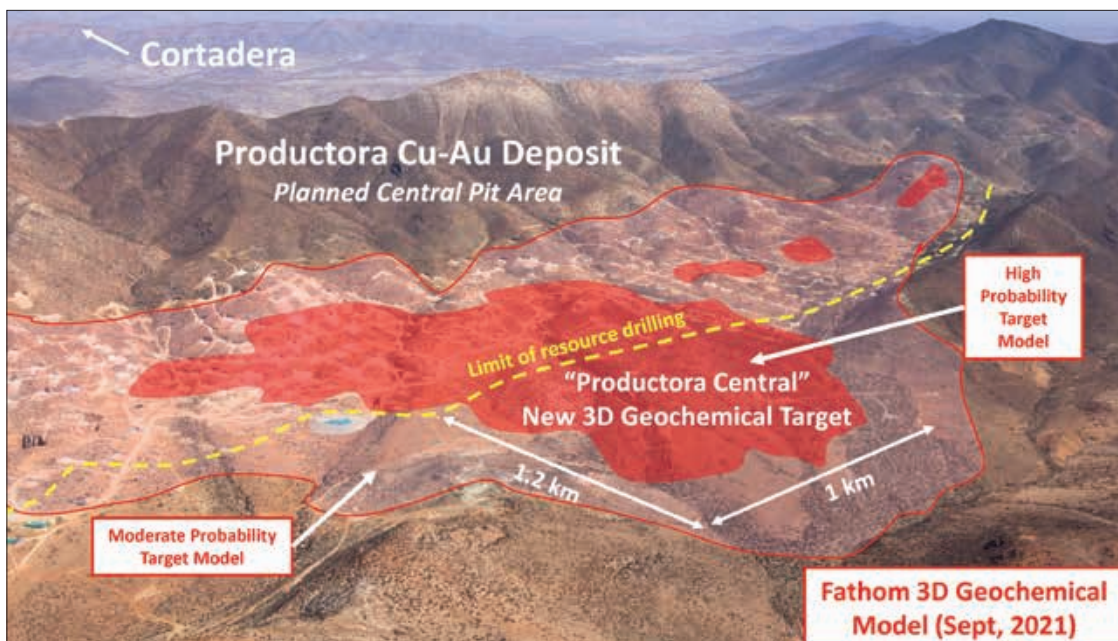 Cortadera
Productora Cu-Au Deposit
Planned Central Pit Area
High
Probability
Target
Model
Limit of resource drilling
“Productora Central”
New 3D Geochemical Target
1.2 km
1 km
Moderate Probability
Target Model
Fathom 3D Geochemical
Model (Sept, 2021)